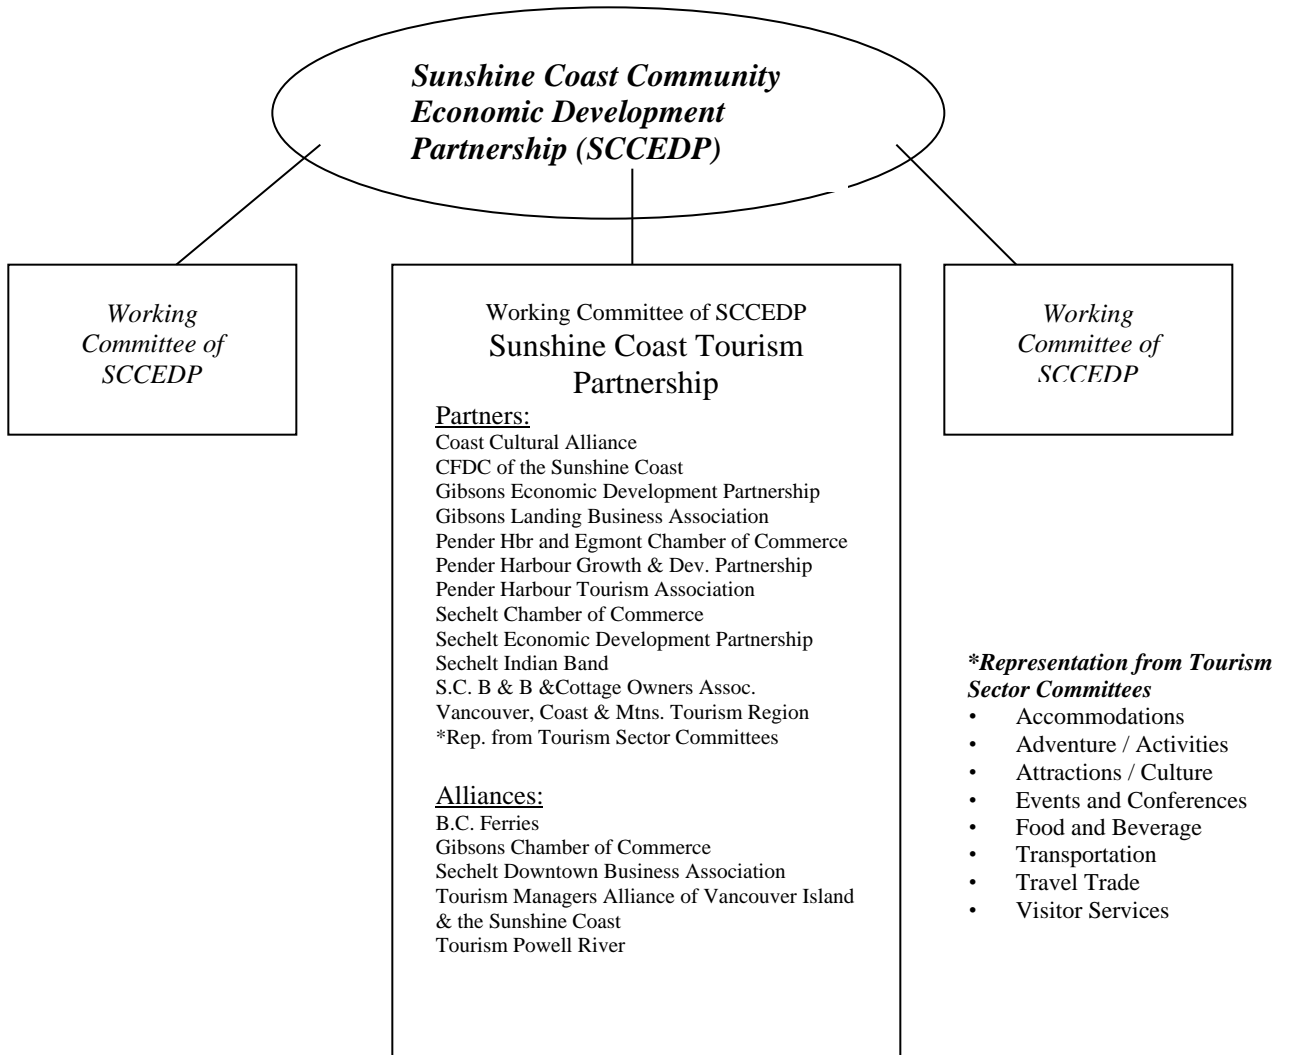 Sunshine Coast Community
Economic Development
Partnership (SCCEDP)
Working
Committee of
SCCEDP
Working Committee of SCCEDP
Sunshine Coast Tourism
Partnership
Partners:
Coast Cultural Alliance
CFDC of the Sunshine Coast
Gibsons Economic Development Partnership
Gibsons Landing Business Association
Pender Hbr and Egmont Chamber of Commerce
Pender Harbour Growth & Dev. Partnership
Pender Harbour Tourism Association
Sechelt Chamber of Commerce
Sechelt Economic Development Partnership
Sechelt Indian Band
S.C. B & B &Cottage Owners Assoc.
Vancouver, Coast & Mtns. Tourism Region
*Rep. from Tourism Sector Committees
Alliances:
B.C. Ferries
Gibsons Chamber of Commerce
Sechelt Downtown Business Association
Tourism Managers Alliance of Vancouver Island
& the Sunshine Coast
Tourism Powell River
Working
Committee of
SCCEDP
*Representation from Tourism
Sector Committees
• Accommodations
• Adventure / Activities
• Attractions / Culture
• Events and Conferences
• Food and Beverage
• Transportation
• Travel Trade
• Visitor Services